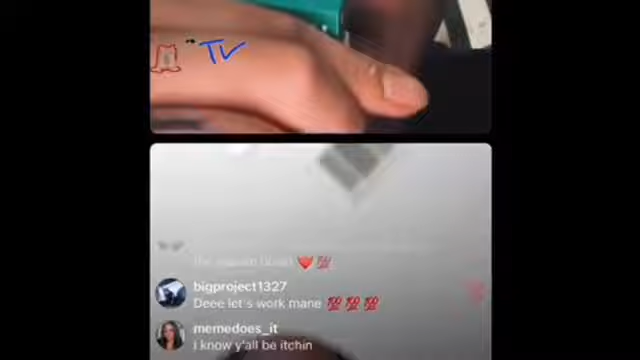 TV
bigproject1327
Deee let's work mane 💯💯💯
memedoes_it
I know y'all be itchin